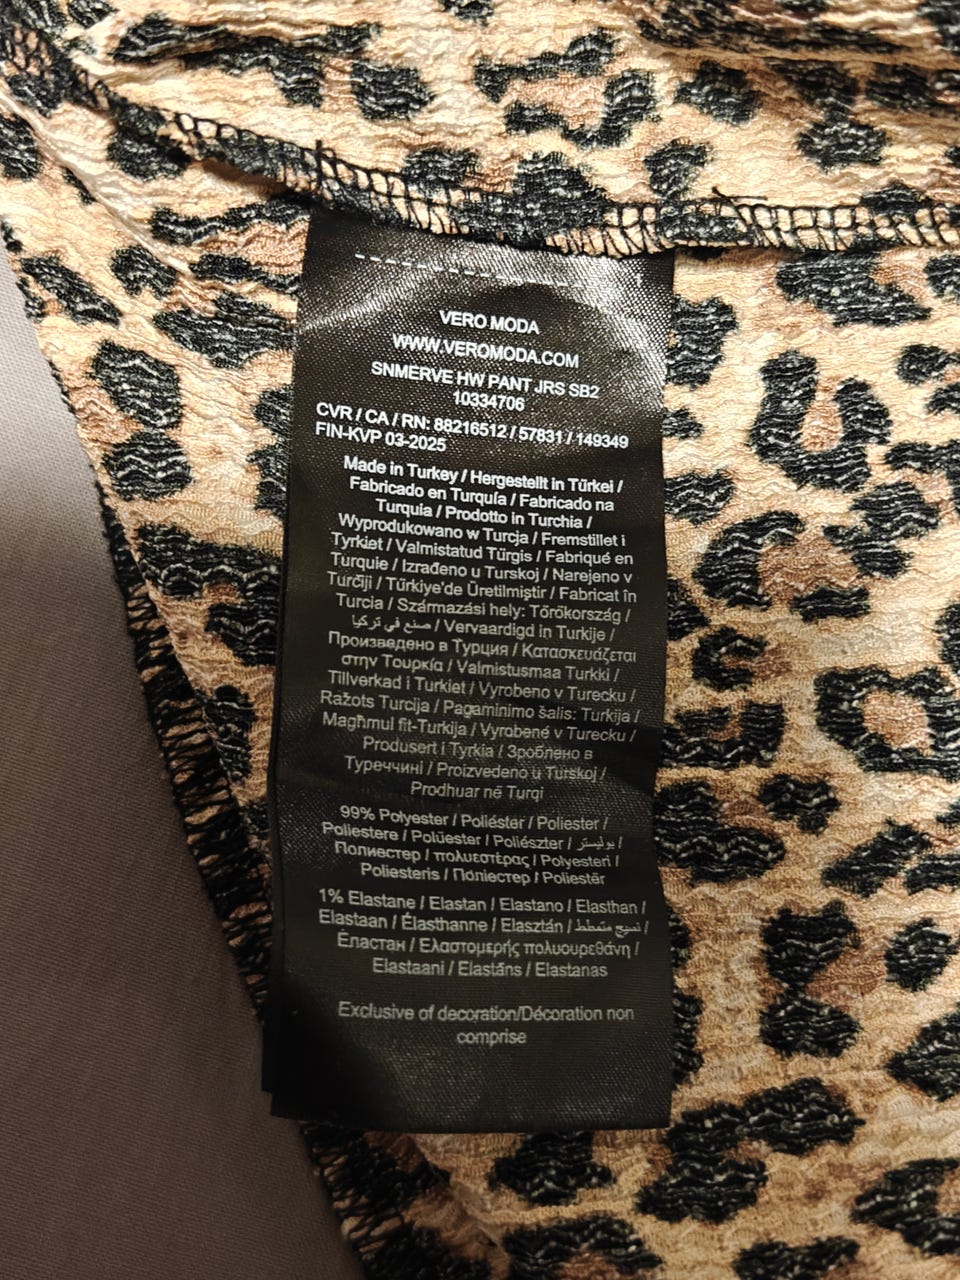 VERO MODA
WWW.VEROMODA.COM
SNMERVE HW PANT JRS SB2
10334706
CVR / CA / RN: 88216512 / 57831 / 149349
FIN-KVP 03-2025
Made in Turkey / Hergestellt in Türkei /
Fabricado en Turquía / Fabricado na
Turquia / Prodotto in Turchia /
Wyprodukowano w Turcja / Fremstillet i
Tyrkiet / Valmistatud Türgis / Fabriqué en
Turquie / Izrađeno u Turskoj / Narejeno v
Turčiji / Türkiye'de Üretilmiştir / Fabricat în
Turcia / Származási hely: Törökország /
صنع في تركيا / Vervaardigd in Turkije /
Произведено в Турция / Κατασκευάζεται
στην Τουρκία / Valmistusmaa Turkki /
Tillverkad i Turkiet / Vyrobeno v Turecku /
Ražots Turcija / Pagaminimo šalis: Turkija /
Magħmul fit-Turkija / Vyrobené v Turecku /
Produsert i Tyrkia / Зроблено в
Туреччині / Proizvedeno u Turskoj /
Prodhuar në Turqi
99% Polyester / Poliéster / Poliester /
Poliestere / Polüester / Poliészter / بوليستر /
Полиестер / πολυεστέρας / Polyesteri /
Poliesteris / Поліестер / Poliestër
1% Elastane / Elastan / Elastano / Elasthan /
Elastaan / Élasthanne / Elasztán / نسيج متمطط /
Еластан / Ελαστομερής πολυουρεθάνη /
Elastaani / Elastāns / Elastanas
Exclusive of decoration/Décoration non
comprise